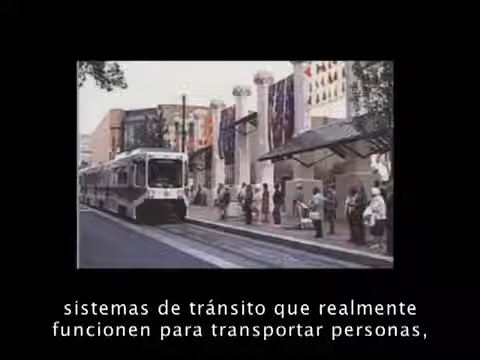 sistemas de tránsito que realmente
funcionen para transportar personas,